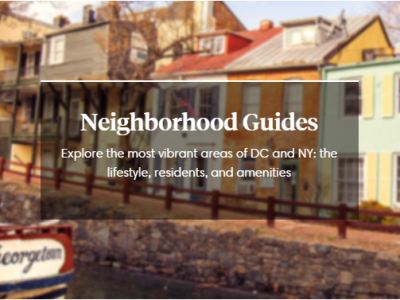 Neighborhood Guides
Explore the most vibrant areas of DC and NY: the
lifestyle, residents, and amenities
Georgetown